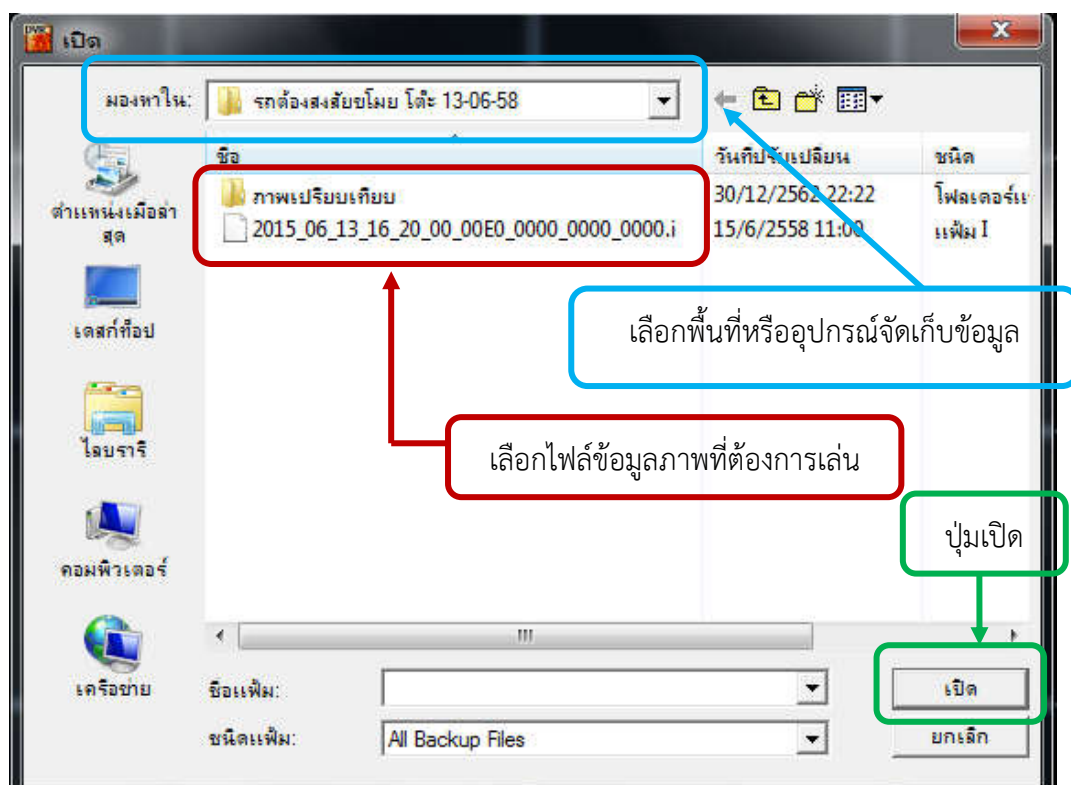 DVR
เปิด
มองหาใน:
รถต้องสงสัยขโมย โต๊ะ 13-06-58
ชื่อ
วันที่ปรับเปลี่ยน
ชนิด
ภาพเปรียบเทียบ
30/12/2562 22:22
โฟลเดอร์แ
2015_06_13_16_20_00_00E0_0000_0000_0000.i
15/6/2558 11:00
แฟ้ม I
ตำแหน่งเมื่อล่า
สุด
เดสก์ท็อป
ไลบรารี
คอมพิวเตอร์
เครือข่าย
เลือกพื้นที่หรืออุปกรณ์จัดเก็บข้อมูล
เลือกไฟล์ข้อมูลภาพที่ต้องการเล่น
ปุ่มเปิด
ชื่อแฟ้ม:
เปิด
ชนิดแฟ้ม:
All Backup Files
ยกเลิก